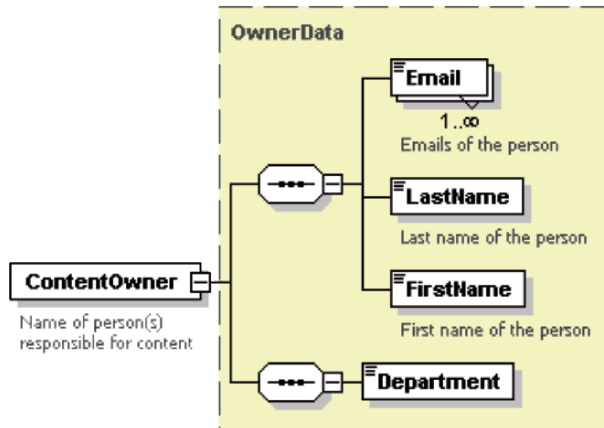 OwnerData
Email
1..∞
Emails of the person
LastName
Last name of the person
ContentOwner
Name of person(s)
responsible for content
FirstName
First name of the person
Department